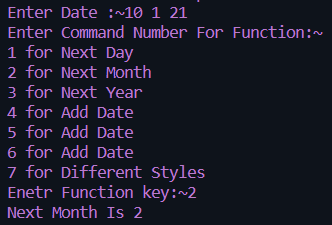 Enter Date :~10 1 21
Enter Command Number For Function:~
1 for Next Day
2 for Next Month
3 for Next Year
4 for Add Date
5 for Add Date
6 for Add Date
7 for Different Styles
Enetr Function key:~2
Next Month Is 2